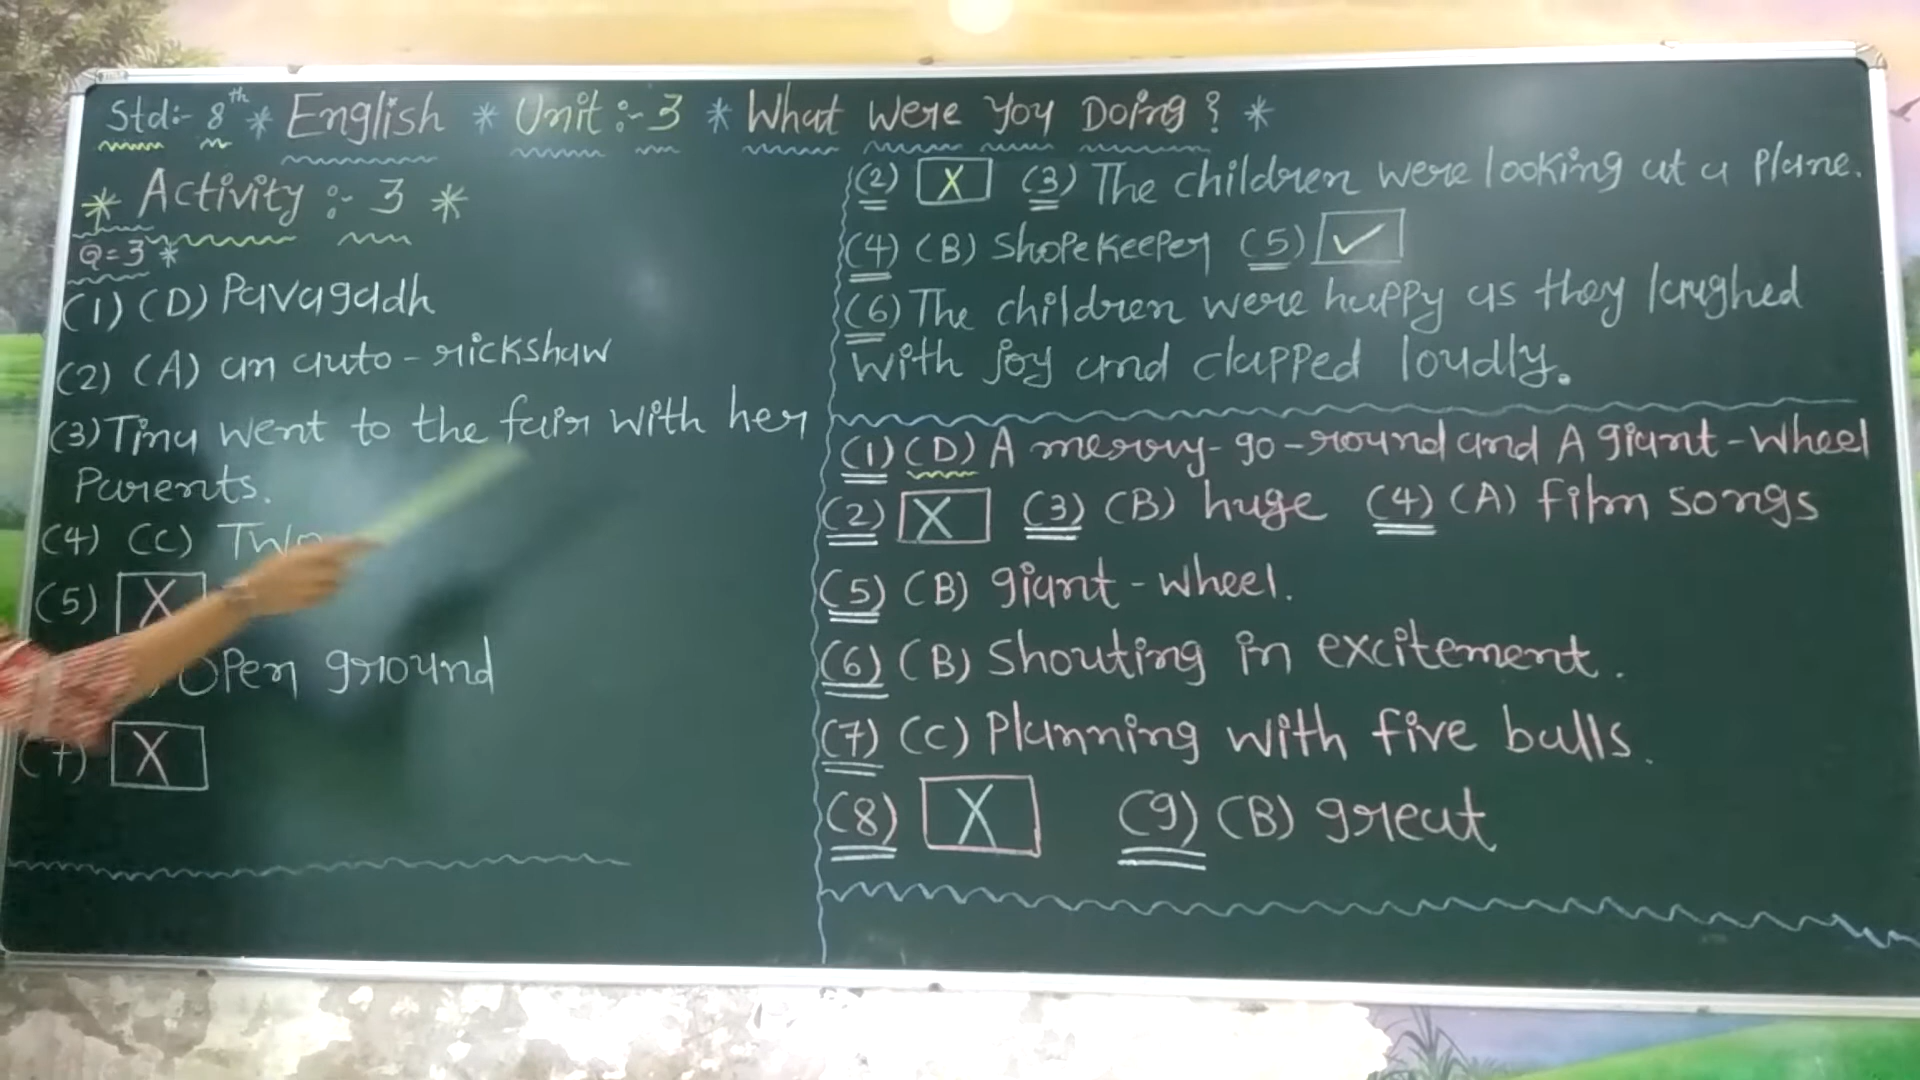 Std:- 8th * English * Unit :- 3 * What Were You Doing? *
* Activity :- 3 *
Q=3 *
(1) (D) Pavagadh
(2) (A) an auto-rickshaw
(3) Tinu went to the fair with her
Parents.
(4) (C) Two
(5) X
Open ground
(7) X
(2) X (3) The children were looking at a Plane.
(4) (B) Shopekeeper (5) ✓
(6) The children were happy as they laughed
with joy and clapped loudly.
(1) (D) A merry-go-round and A giant-Wheel
(2) X (3) (B) huge (4) (A) film songs
(5) (B) giant-wheel.
(6) (B) Shouting in excitement.
(7) (C) Planning with five balls.
(8) X (9) (B) great